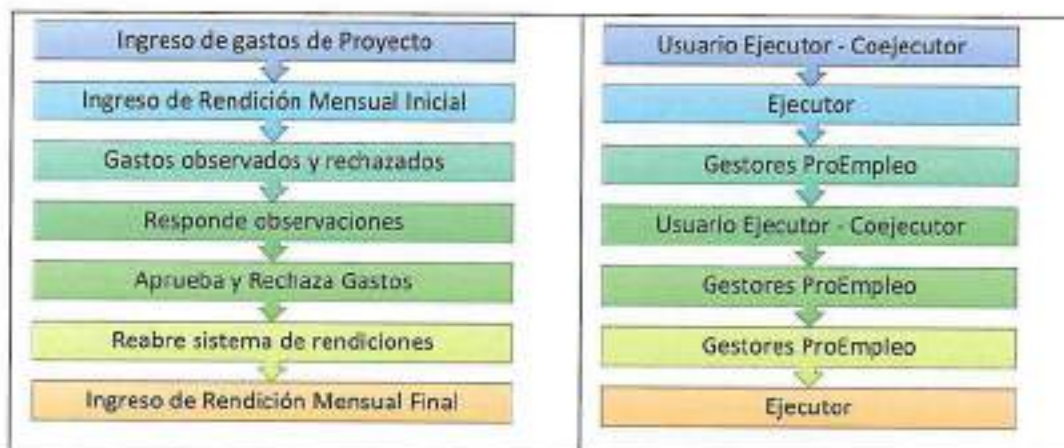 Ingreso de gastos de Proyecto
Ingreso de Rendición Mensual Inicial
Gastos observados y rechazados
Responde observaciones
Aprueba y Rechaza Gastos
Reabre sistema de rendiciones
Ingreso de Rendición Mensual Final
Usuario Ejecutor - Coejecutor
Ejecutor
Gestores ProEmpleo
Usuario Ejecutor - Coejecutor
Gestores ProEmpleo
Gestores ProEmpleo
Ejecutor